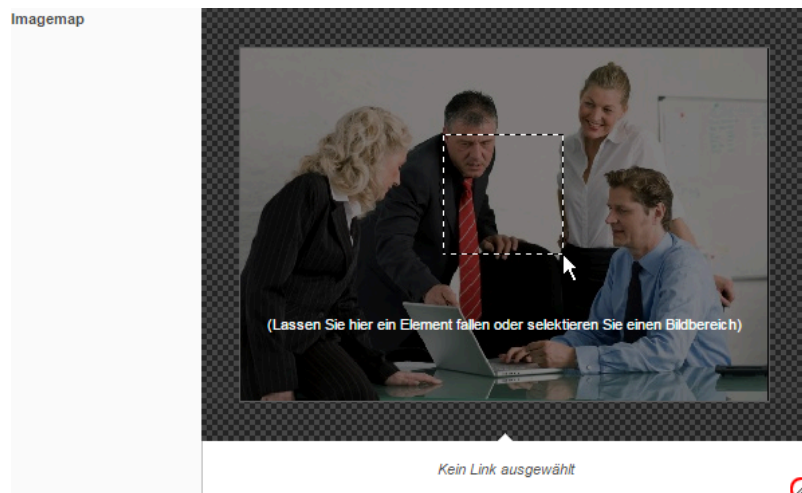 Imagemap
(Lassen Sie hier ein Element fallen oder selektieren Sie einen Bildbereich)
Kein Link ausgewählt